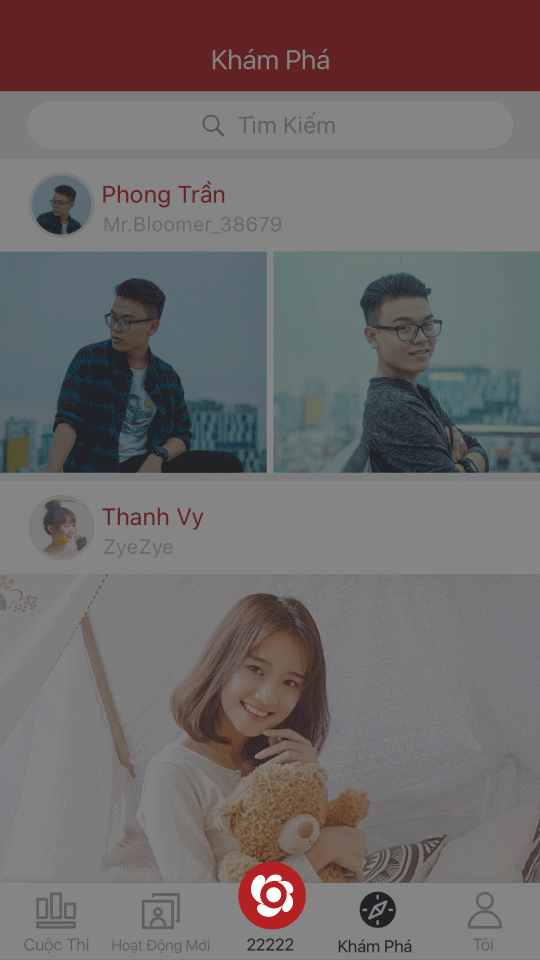 Khám Phá
Tìm Kiếm
Phong Trần
Mr.Bloomer_38679
Thanh Vy
ZyeZye
Cuộc Thi
Hoạt Động Mới
22222
Khám Phá
Tôi